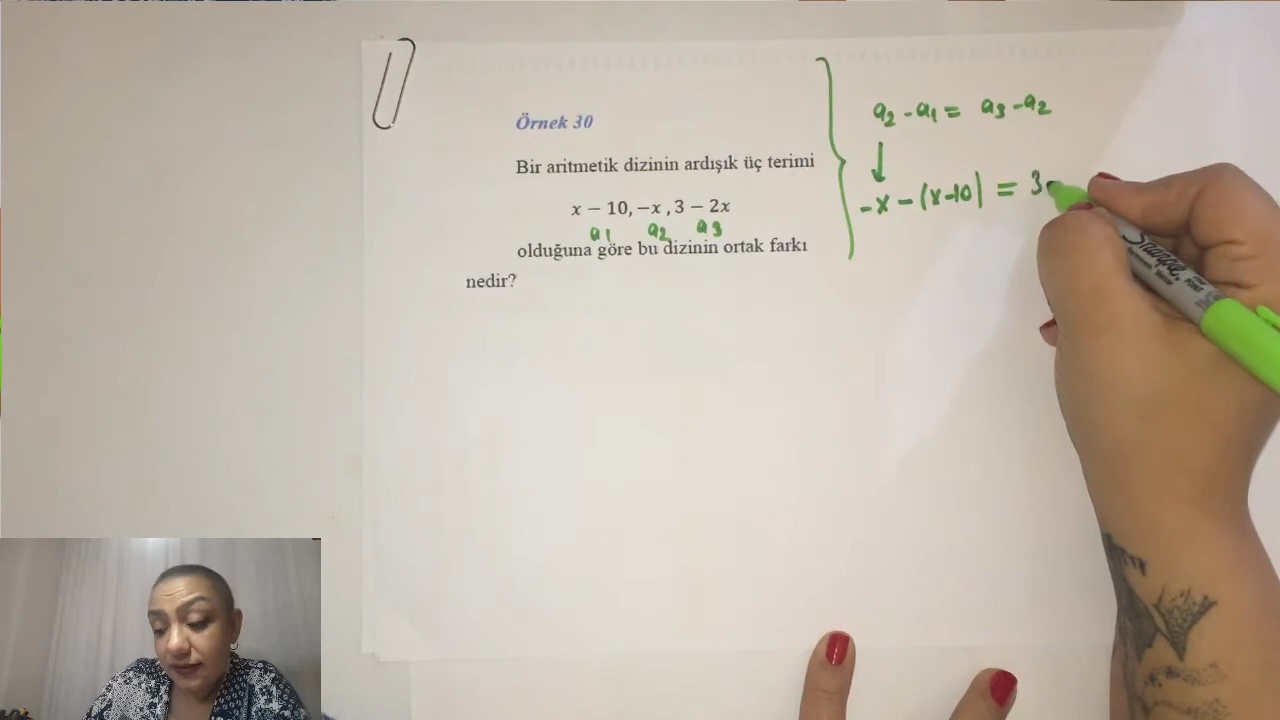 Örnek 30
Bir aritmetik dizinin ardışık üç terimi
x − 10, −x , 3 − 2x
a1 a2 a3
olduğuna göre bu dizinin ortak farkı
nedir?
a2 - a1 = a3 - a2
-x - (x-10) = 3
Sharpie